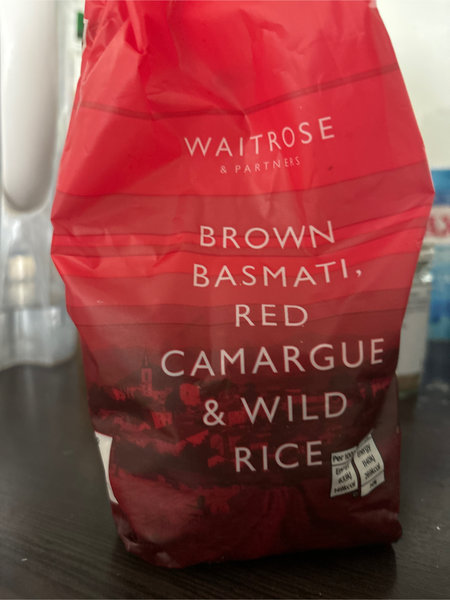 WAITROSE
& PARTNERS
BROWN
BASMATI,
RED
CAMARGUE
& WILD
RICE